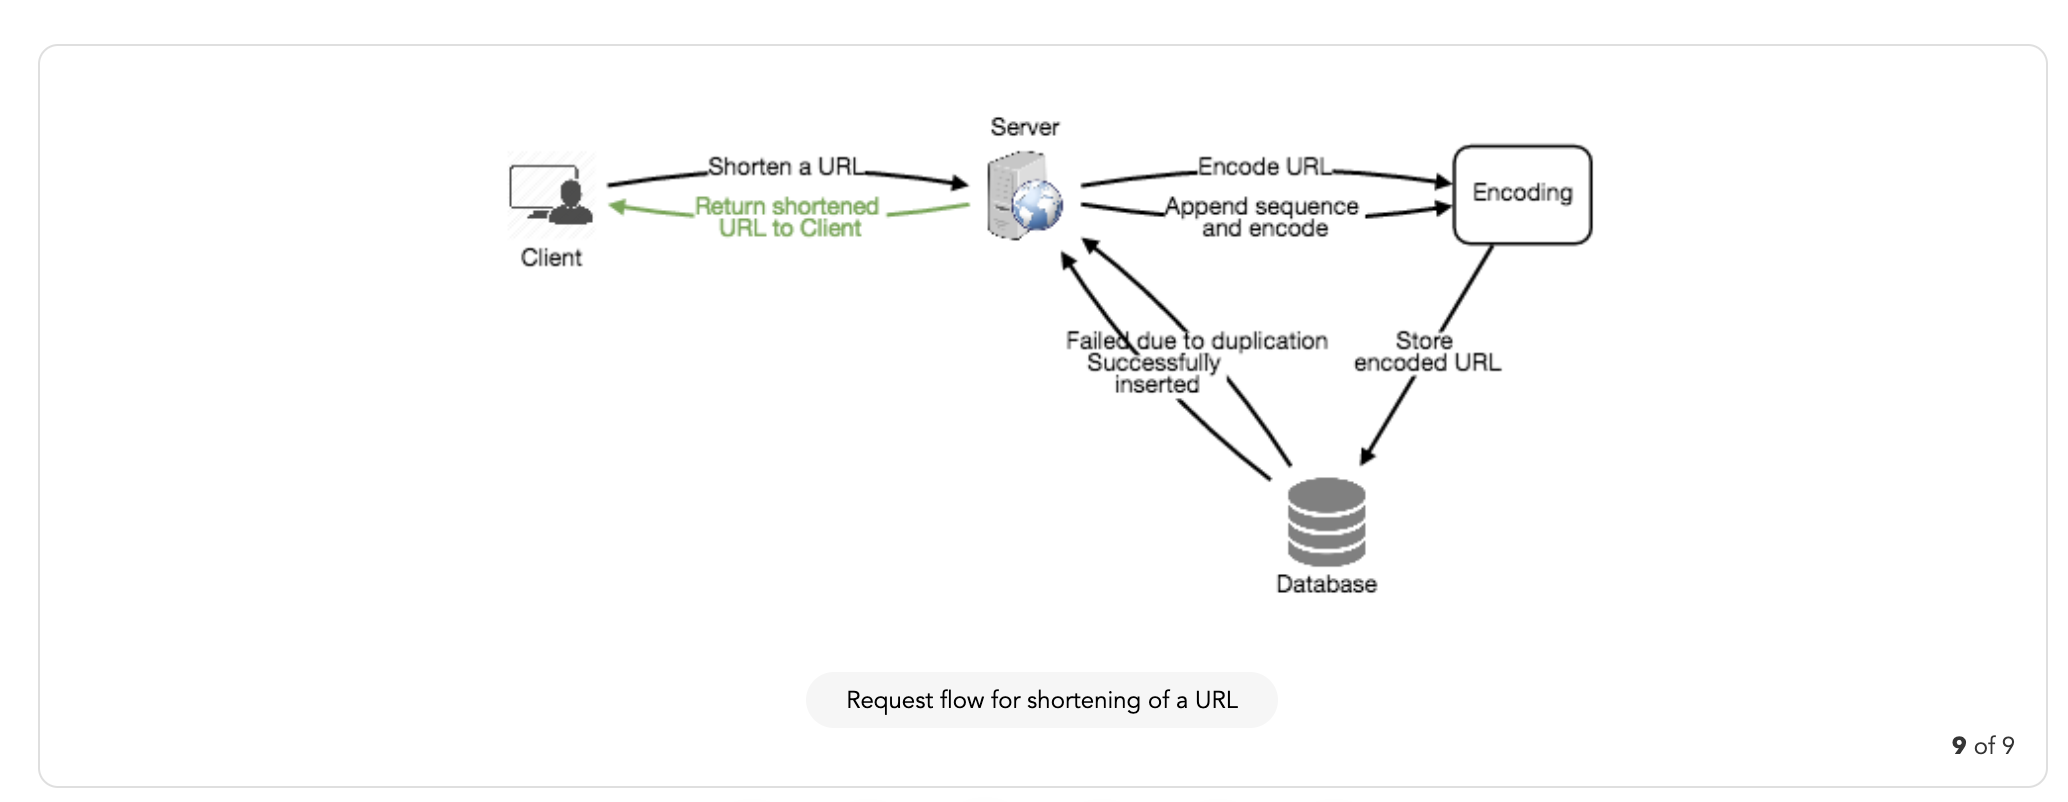 Server
Shorten a URL
Encode URL
Encoding
Return shortened
URL to Client
Append sequence
and encode
Client
Failed due to duplication
Successfully
inserted
Store
encoded URL
Database
Request flow for shortening of a URL
9 of 9